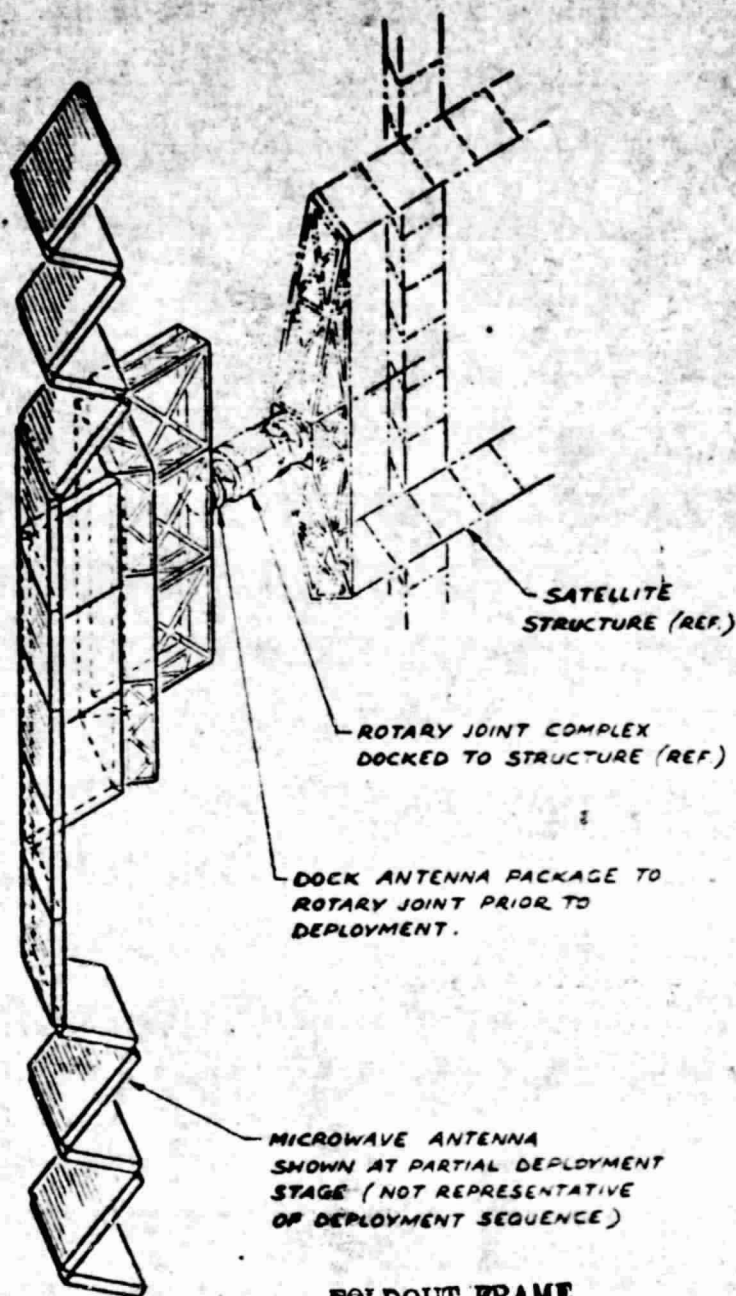 SATELLITE
STRUCTURE (REF.)
ROTARY JOINT COMPLEX
DOCKED TO STRUCTURE (REF.)
DOCK ANTENNA PACKAGE TO
ROTARY JOINT PRIOR TO
DEPLOYMENT.
MICROWAVE ANTENNA
SHOWN AT PARTIAL DEPLOYMENT
STAGE (NOT REPRESENTATIVE
OF DEPLOYMENT SEQUENCE)
FOLDOUT FRAME